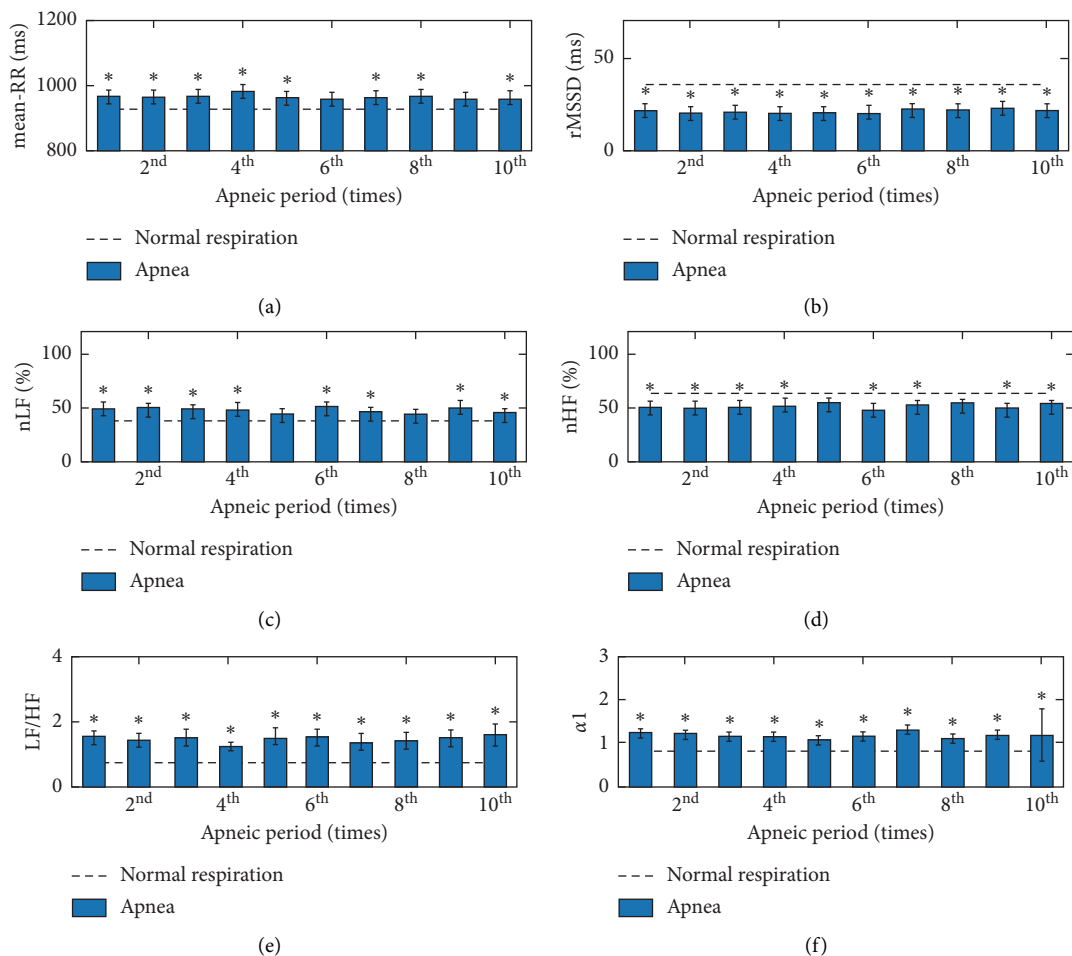 mean-RR (ms)
1200
1000
800
* * * * * * * *
2nd 4th 6th 8th 10th
Apneic period (times)
Normal respiration
Apnea
(a)
rMSSD (ms)
50
0
* * * * * * * * * *
2nd 4th 6th 8th 10th
Apneic period (times)
Normal respiration
Apnea
(b)
nLF (%)
100
50
0
* * * * * * * *
2nd 4th 6th 8th 10th
Apneic period (times)
Normal respiration
Apnea
(c)
nHF (%)
100
50
0
* * * * * * * *
2nd 4th 6th 8th 10th
Apneic period (times)
Normal respiration
Apnea
(d)
LF/HF
4
2
0
* * * * * * * * * *
2nd 4th 6th 8th 10th
Apneic period (times)
Normal respiration
Apnea
(e)
α1
3
2
1
0
* * * * * * * * * *
2nd 4th 6th 8th 10th
Apneic period (times)
Normal respiration
Apnea
(f)